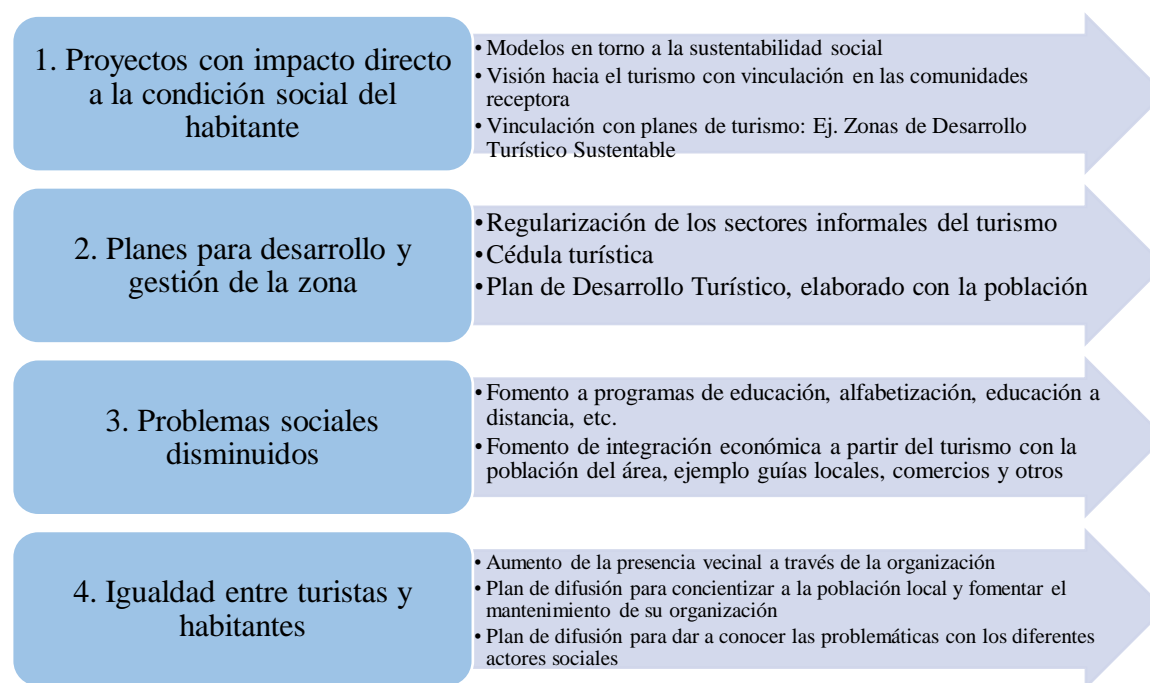 1. Proyectos con impacto directo
a la condición social del
habitante
• Modelos en torno a la sustentabilidad social
• Visión hacia el turismo con vinculación en las comunidades
receptora
• Vinculación con planes de turismo: Ej. Zonas de Desarrollo
Turístico Sustentable
2. Planes para desarrollo y
gestión de la zona
• Regularización de los sectores informales del turismo
• Cédula turística
• Plan de Desarrollo Turístico, elaborado con la población
3. Problemas sociales
disminuidos
• Fomento a programas de educación, alfabetización, educación a
distancia, etc.
• Fomento de integración económica a partir del turismo con la
población del área, ejemplo guías locales, comercios y otros
4. Igualdad entre turistas y
habitantes
• Aumento de la presencia vecinal a través de la organización
• Plan de difusión para concientizar a la población local y fomentar el
mantenimiento de su organización
• Plan de difusión para dar a conocer las problemáticas con los diferentes
actores sociales